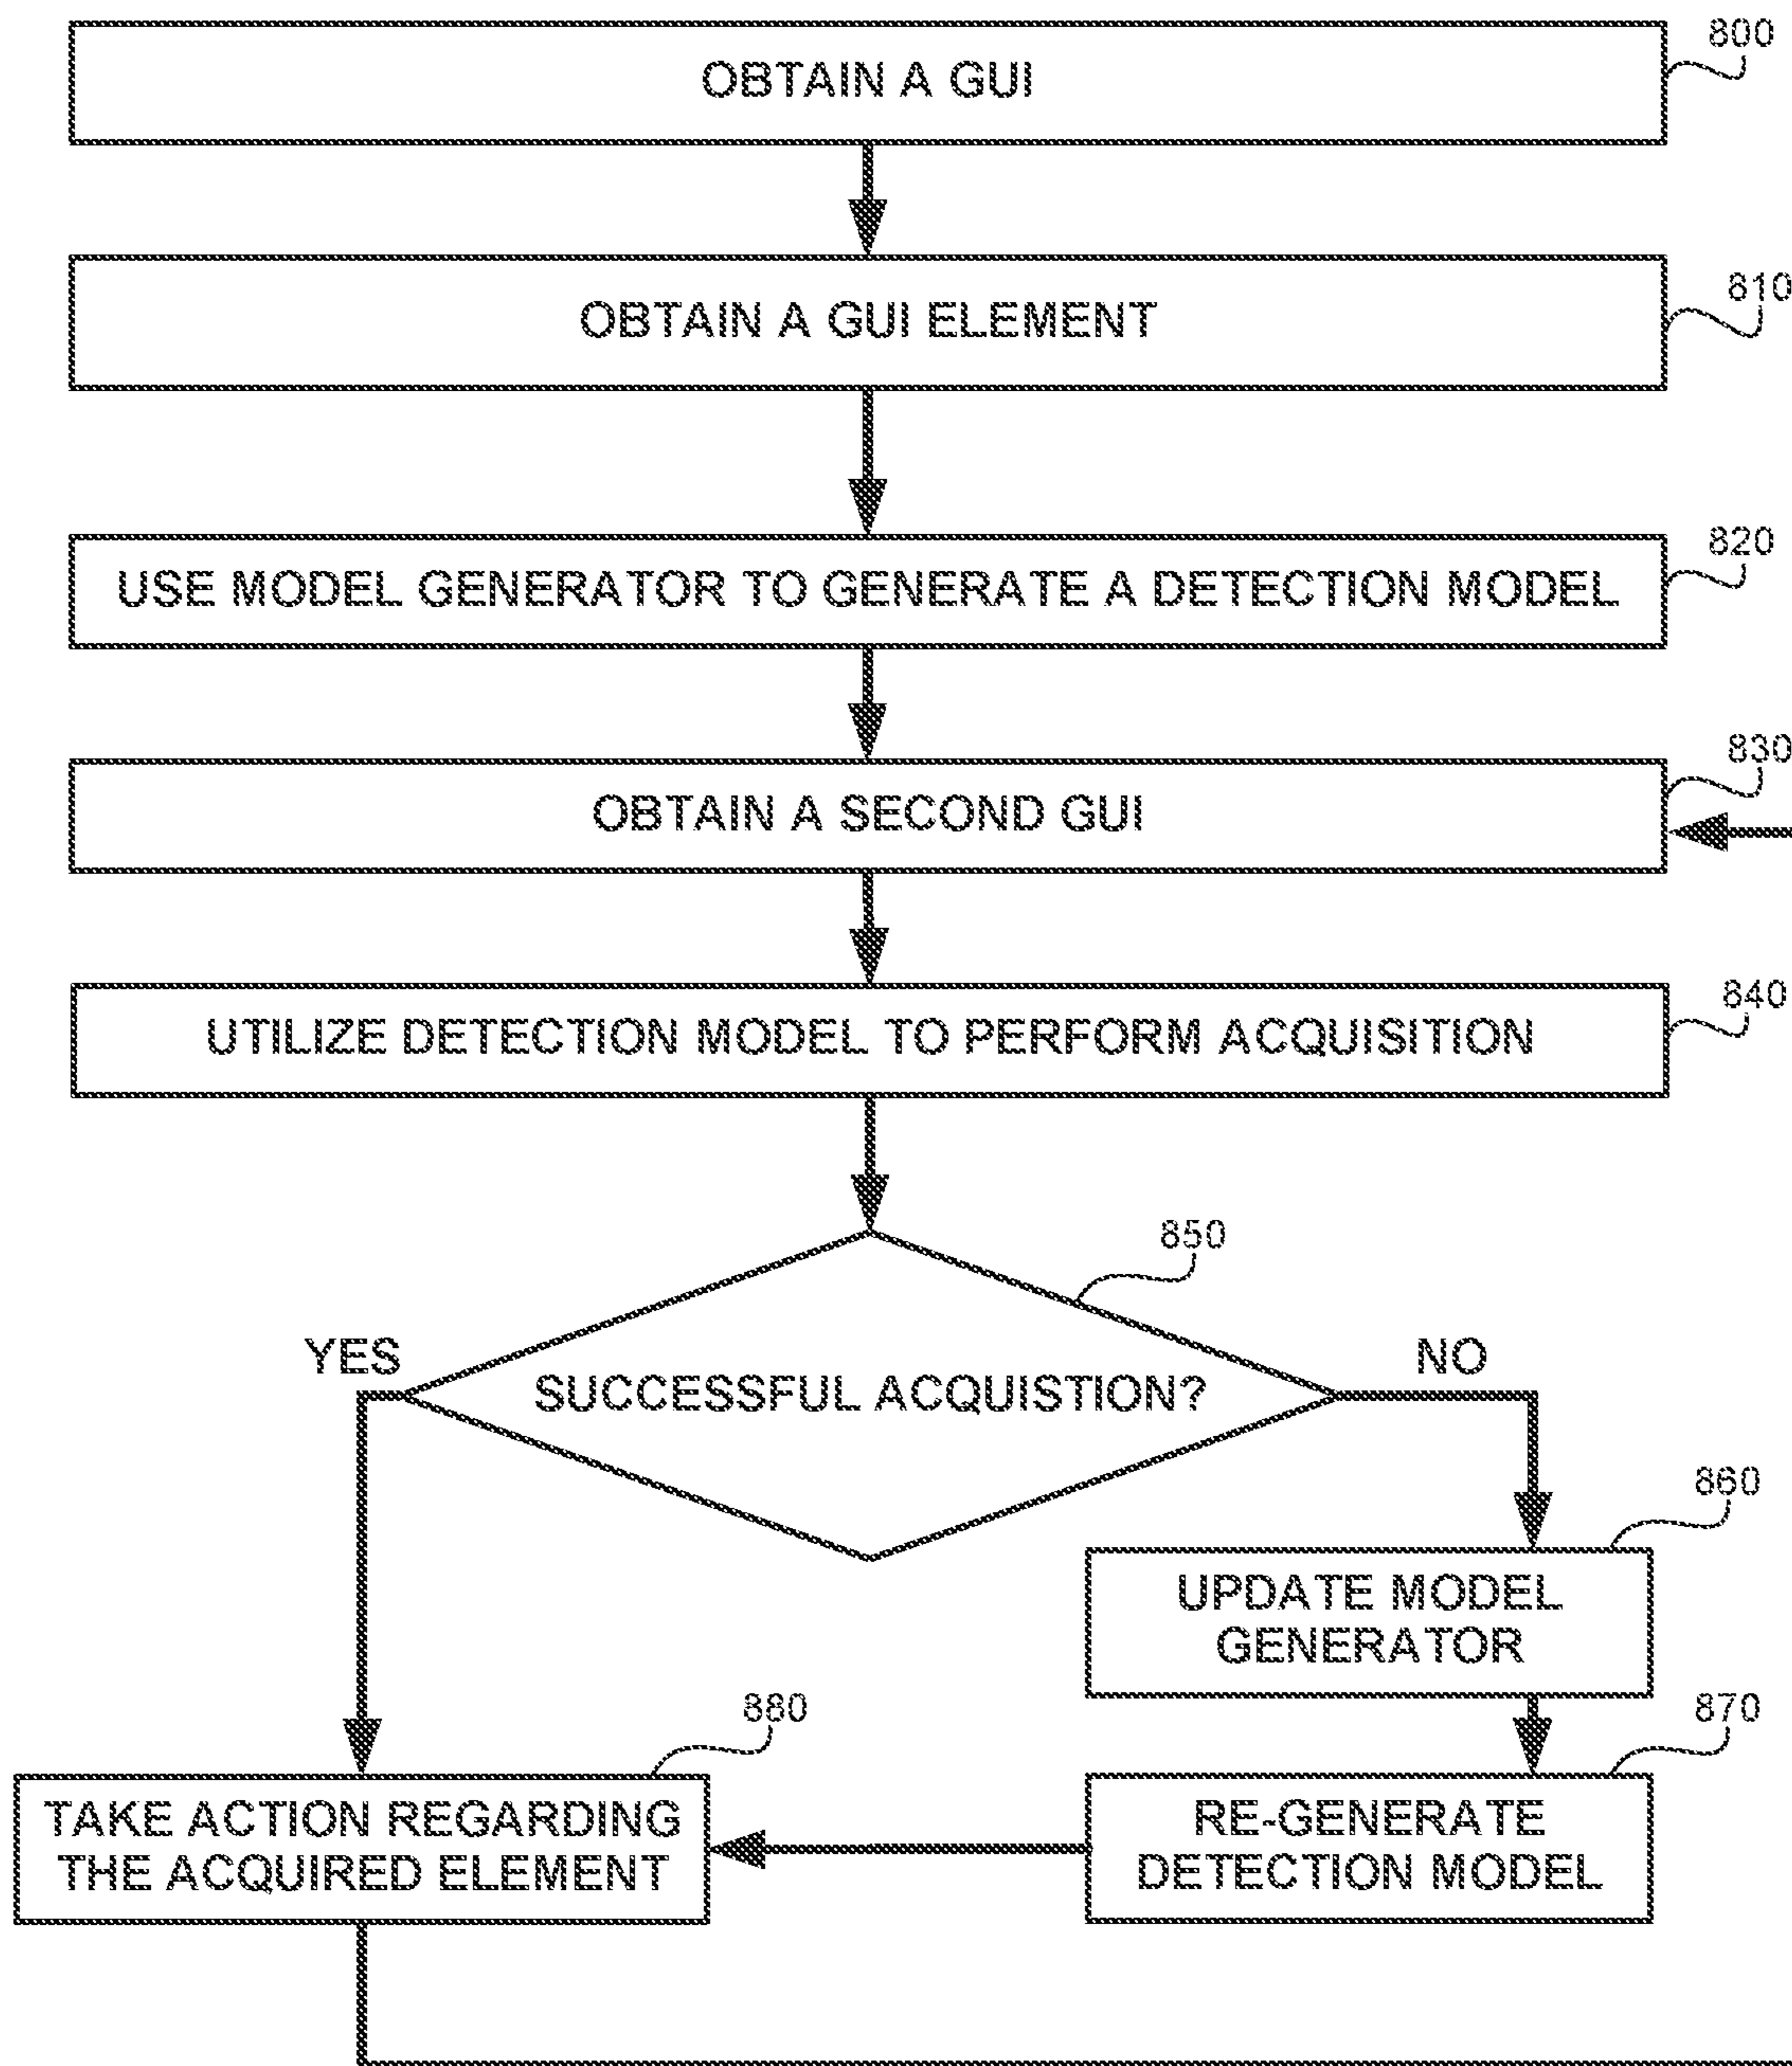 OBTAIN A GUI
800
OBTAIN A GUI ELEMENT
810
USE MODEL GENERATOR TO GENERATE A DETECTION MODEL
820
OBTAIN A SECOND GUI
830
UTILIZE DETECTION MODEL TO PERFORM ACQUISITION
840
850
YES
SUCCESSFUL ACQUISTION?
NO
860
UPDATE MODEL
GENERATOR
880
TAKE ACTION REGARDING
THE ACQUIRED ELEMENT
870
RE-GENERATE
DETECTION MODEL